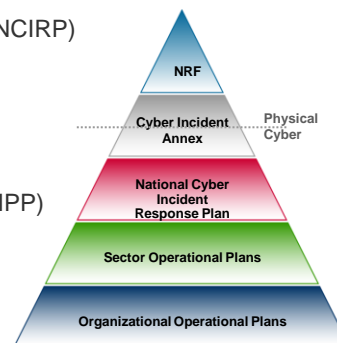 NCIRP)
NRF
Cyber Incident
Annex
Physical
Cyber
National Cyber
Incident
Response Plan
IPP)
Sector Operational Plans
Organizational Operational Plans